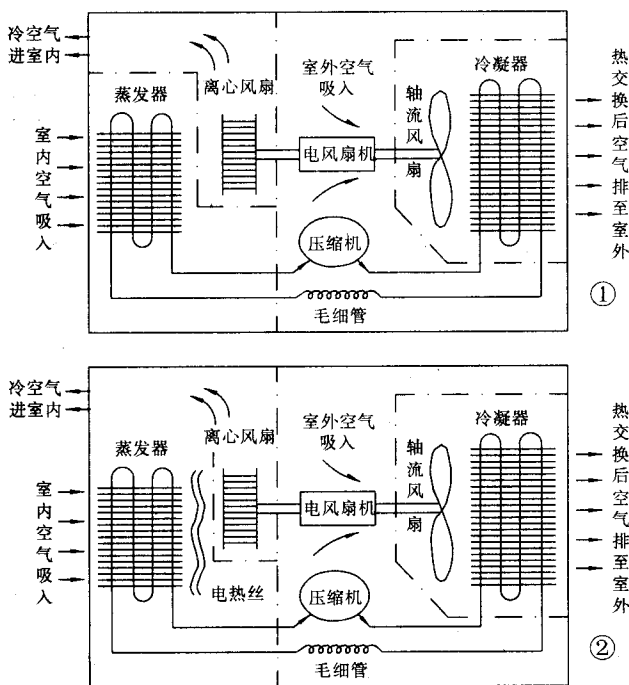 冷空气
进室内
离心风扇
室外空气
吸入
轴流风扇
冷凝器
热交换后空气排至室外
蒸发器
室内空气吸入
电风扇机
压缩机
毛细管
①
冷空气
进室内
离心风扇
室外空气
吸入
轴流风扇
冷凝器
热交换后空气排至室外
蒸发器
室内空气吸入
电风扇机
电热丝
压缩机
毛细管
②